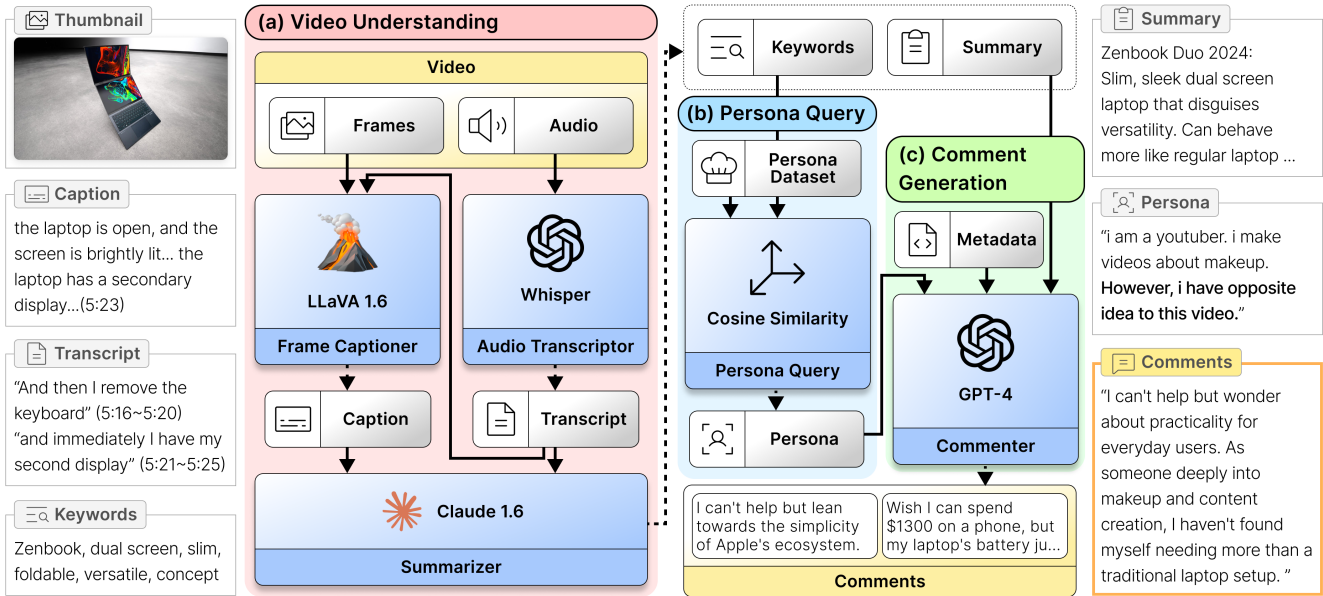 Thumbnail
Caption
the laptop is open, and the
screen is brightly lit... the
laptop has a secondary
display...(5:23)
Transcript
“And then I remove the
keyboard” (5:16~5:20)
“and immediately I have my
second display” (5:21~5:25)
Keywords
Zenbook, dual screen, slim,
foldable, versatile, concept
(a) Video Understanding
Video
Frames
Audio
LLaVA 1.6
Frame Captioner
Whisper
Audio Transcriptor
Caption
Transcript
Claude 1.6
Summarizer
Keywords
Summary
(b) Persona Query
Persona
Dataset
Cosine Similarity
Persona Query
Persona
(c) Comment
Generation
Metadata
GPT-4
Commenter
I can't help but lean
towards the simplicity
of Apple's ecosystem.
Wish I can spend
$1300 on a phone, but
my laptop's battery ju...
Comments
Summary
Zenbook Duo 2024:
Slim, sleek dual screen
laptop that disguises
versatility. Can behave
more like regular laptop ...
Persona
“i am a youtuber. i make
videos about makeup.
However, i have opposite
idea to this video.”
Comments
“I can't help but wonder
about practicality for
everyday users. As
someone deeply into
makeup and content
creation, I haven't found
myself needing more than a
traditional laptop setup. ”